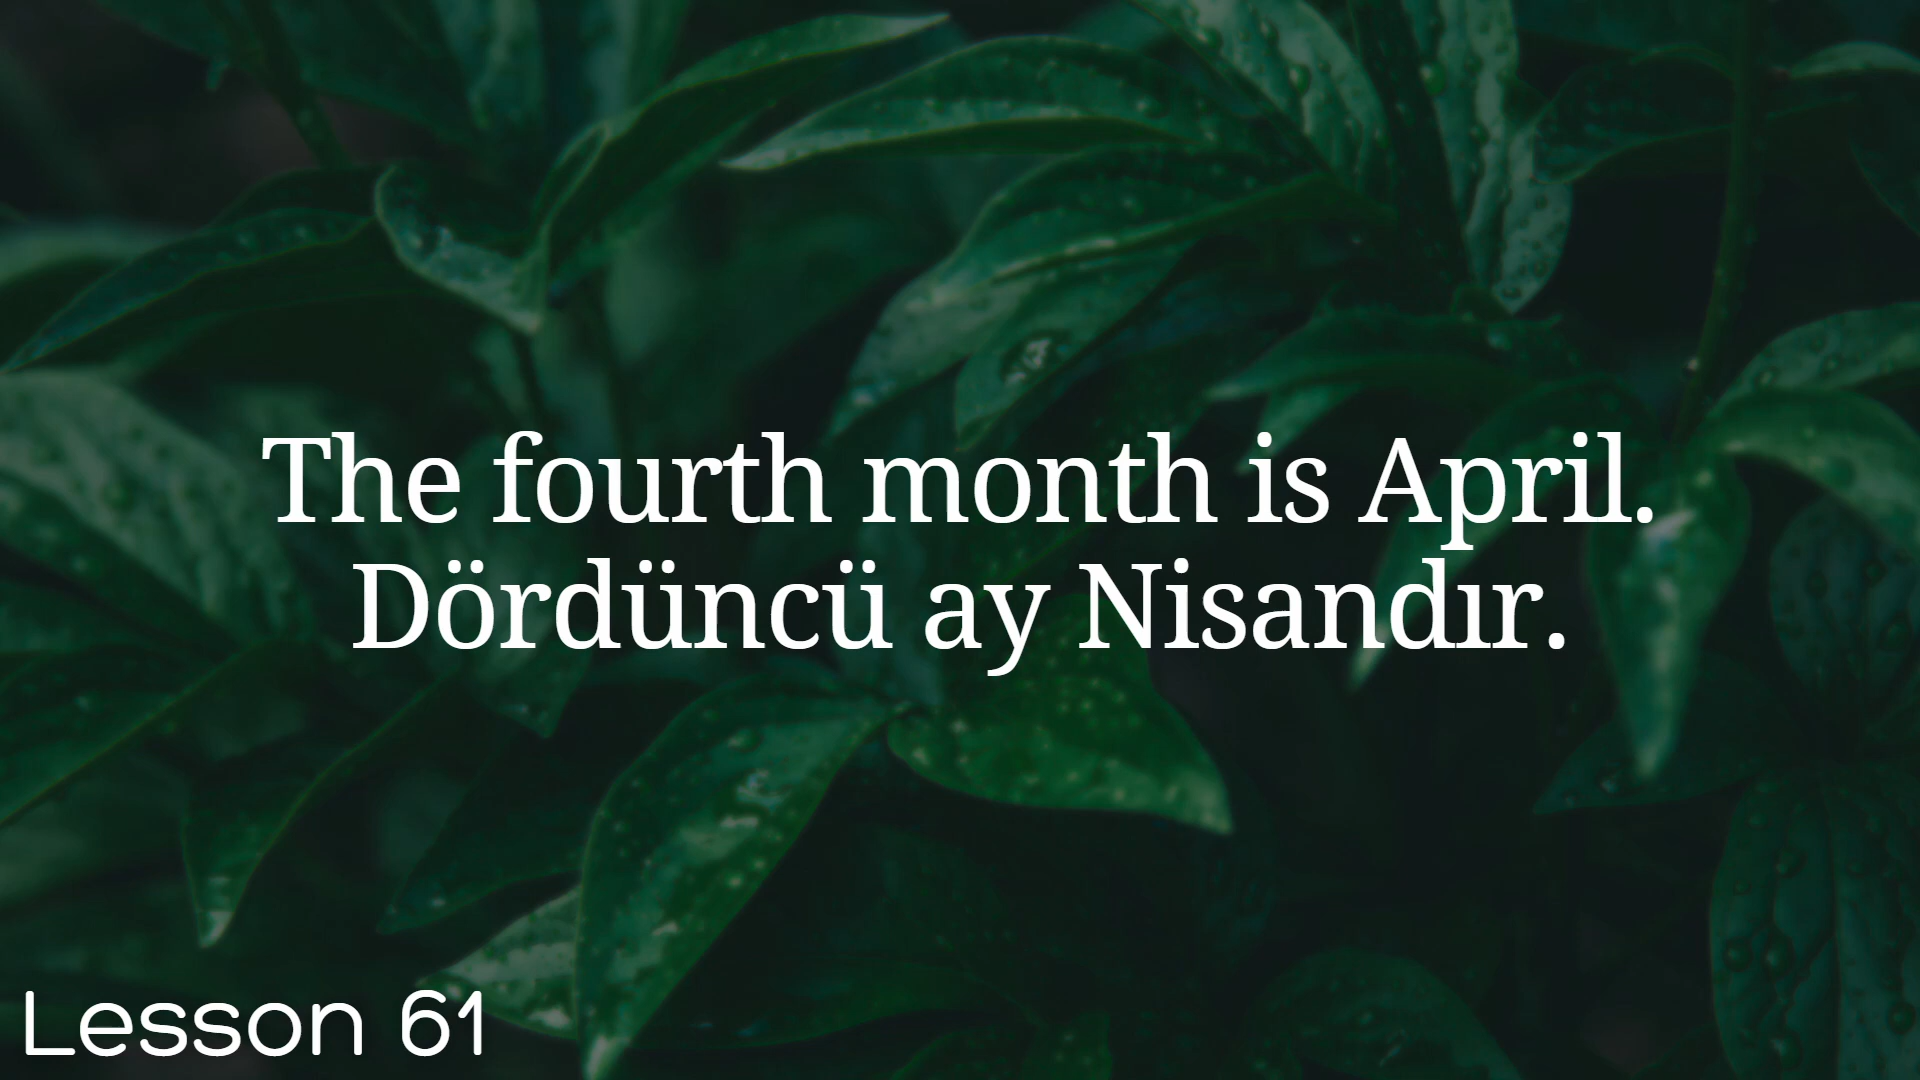 The fourth month is April.
Dördüncü ay Nisandır.
Lesson 61